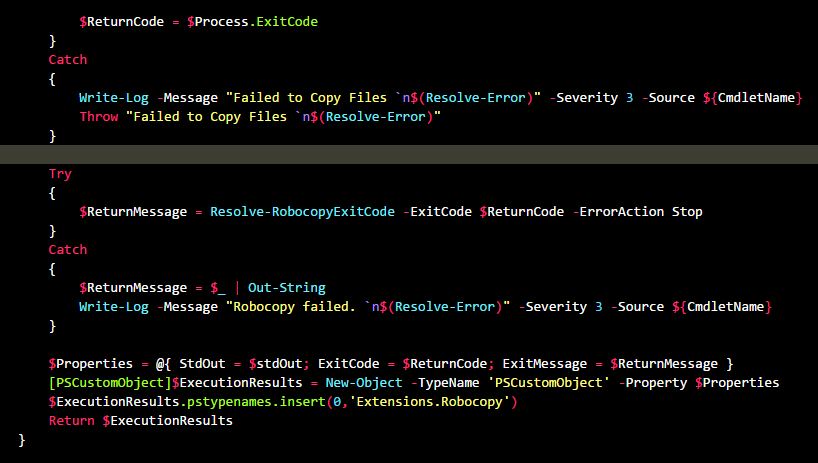 $ReturnCode = $Process.ExitCode
}
Catch
{
Write-Log -Message "Failed to Copy Files `n$(Resolve-Error)" -Severity 3 -Source ${CmdletName}
Throw "Failed to Copy Files `n$(Resolve-Error)"
}
Try
{
$ReturnMessage = Resolve-RobocopyExitCode -ExitCode $ReturnCode -ErrorAction Stop
}
Catch
{
$ReturnMessage = $_ | Out-String
Write-Log -Message "Robocopy failed. `n$(Resolve-Error)" -Severity 3 -Source ${CmdletName}
}
$Properties = @{ StdOut = $stdOut; ExitCode = $ReturnCode; ExitMessage = $ReturnMessage }
[PSCustomObject]$ExecutionResults = New-Object -TypeName 'PSCustomObject' -Property $Properties
$ExecutionResults.pstypenames.insert(0,'Extensions.Robocopy')
Return $ExecutionResults
}